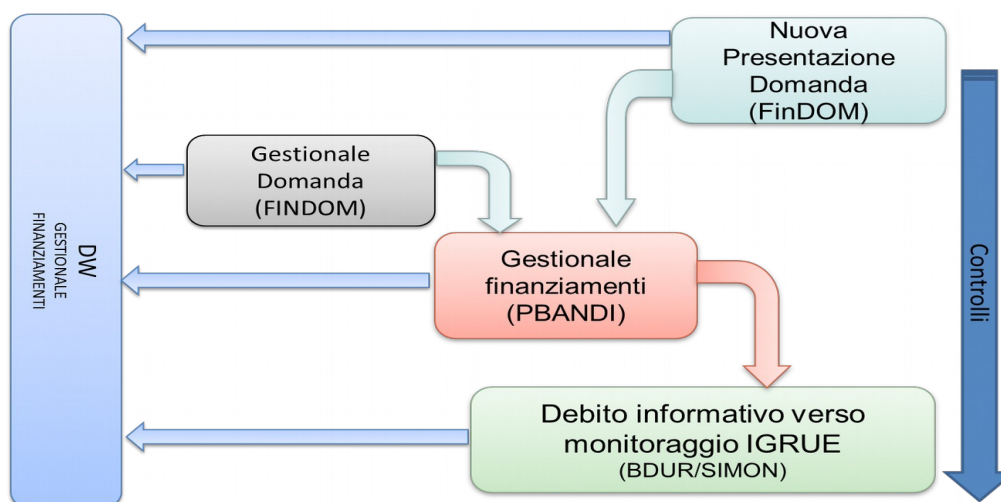 Nuova
Presentazione
Domanda
(FinDOM)
Gestionale
Domanda
(FINDOM)
DW
GESTIONALE
FINANZIAMENTI
Gestionale
finanziamenti
(PBANDI)
Controlli
Debito informativo verso
monitoraggio IGRUE
(BDUR/SIMON)